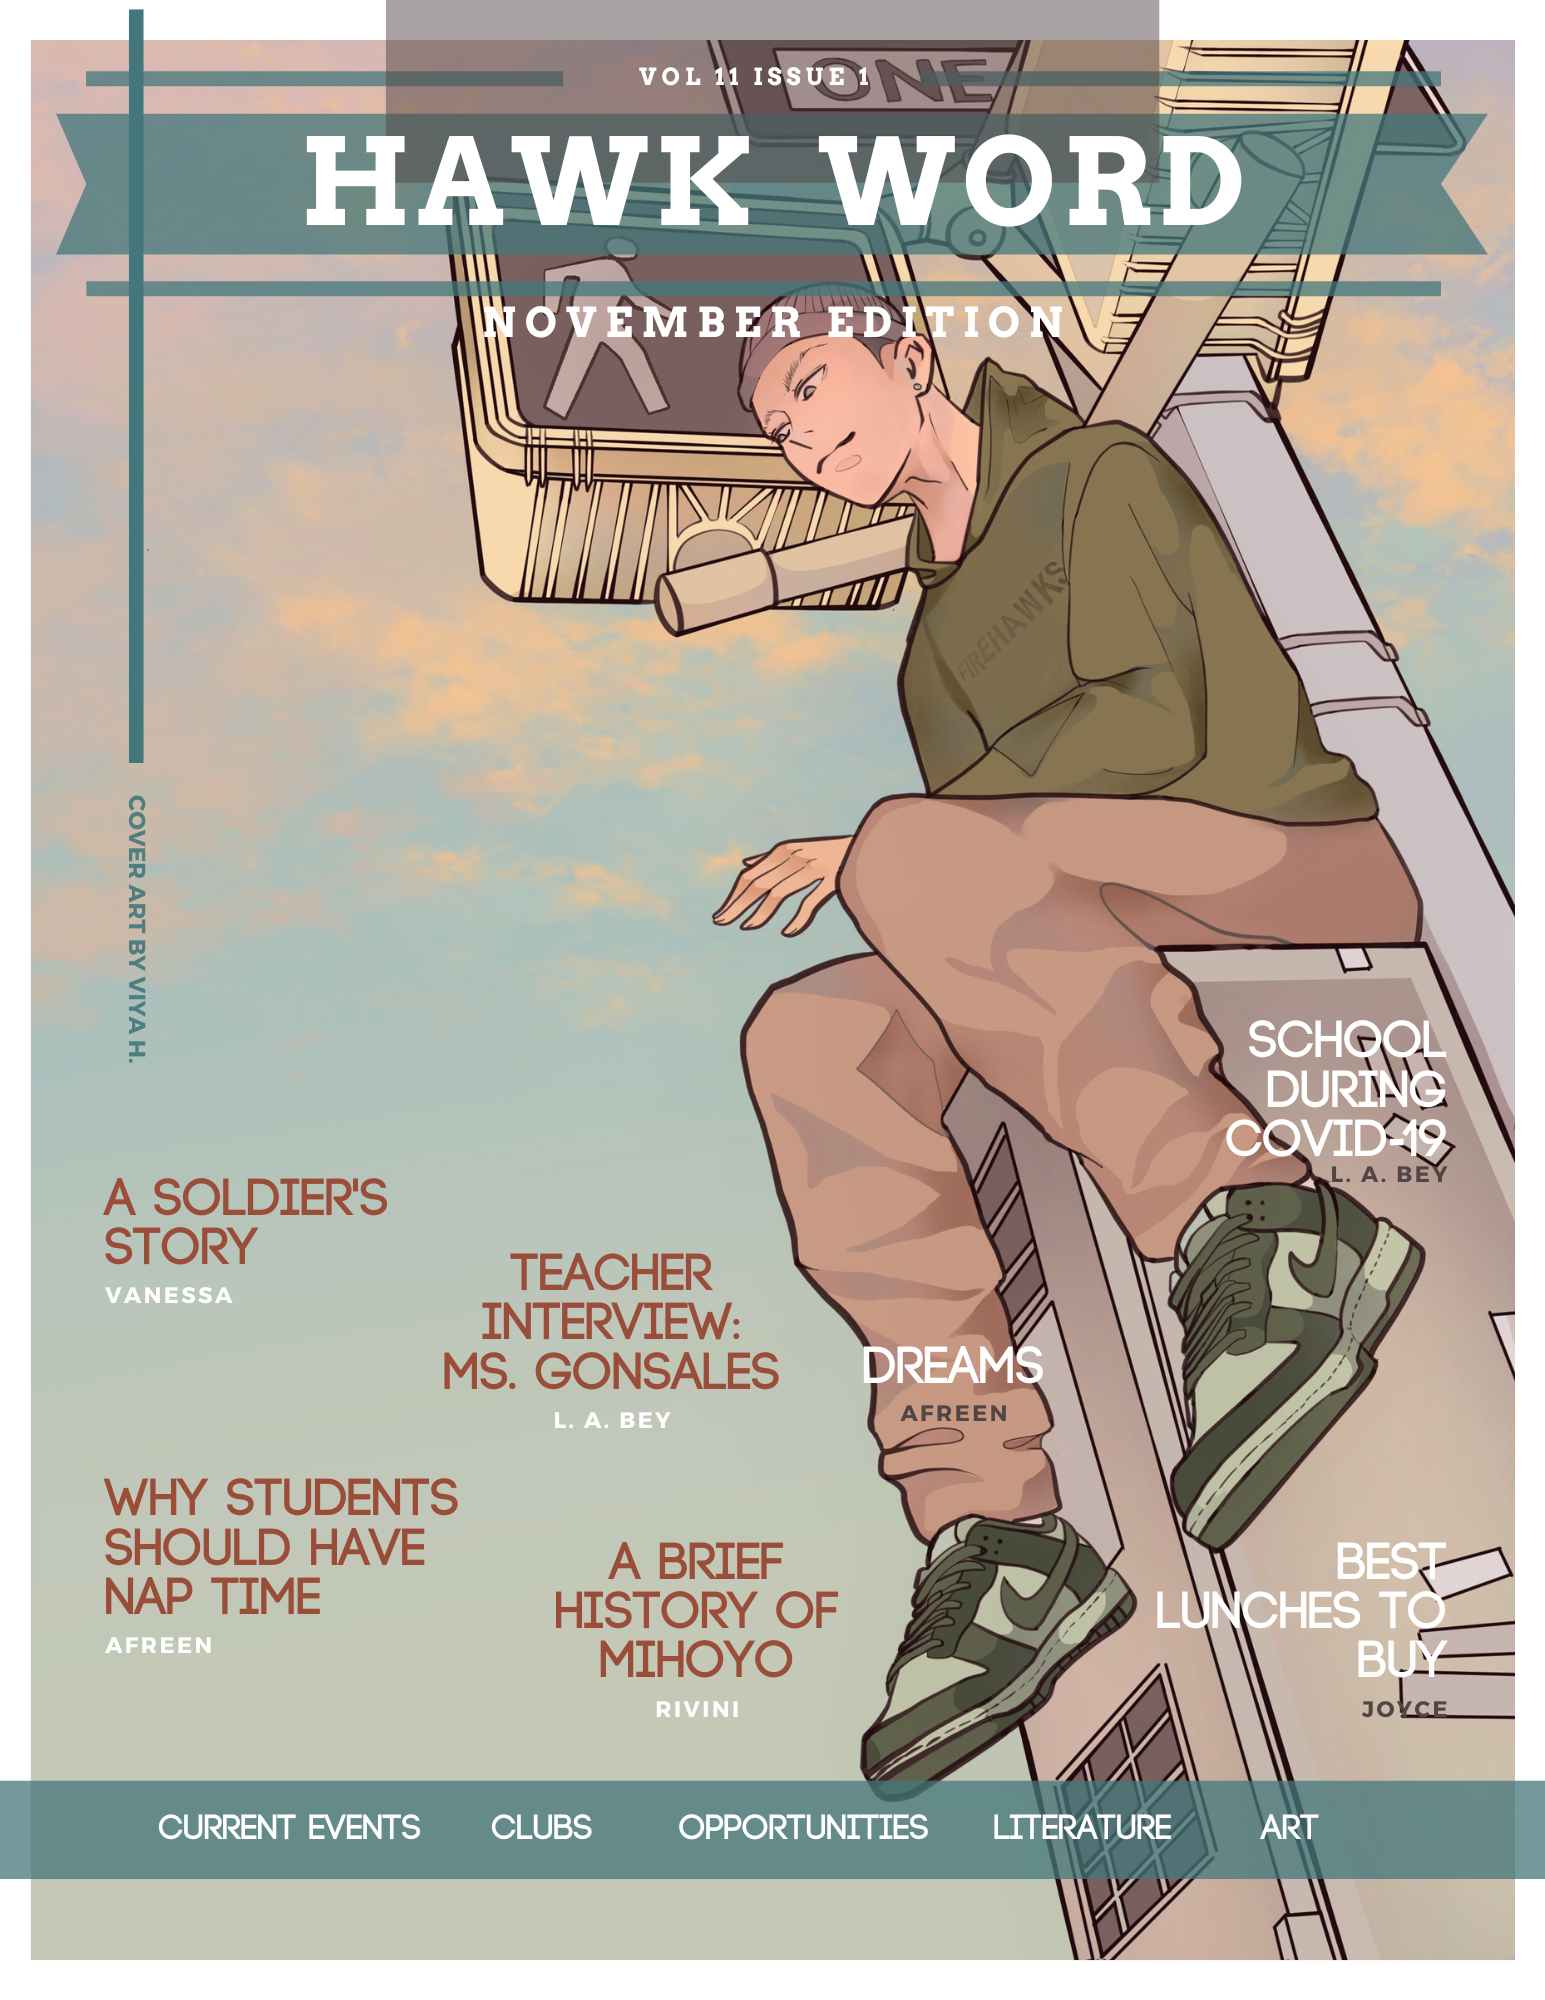 VOL 11 ISSUE 1
ONE
HAWK WORD
NOVEMBER EDITION
FIREHAWKS
COVER ART BY VIYA H.
SCHOOL
DURING
COVID-19
L. A. BEY
A SOLDIER'S
STORY
VANESSA
TEACHER
INTERVIEW:
MS. GONSALES
L. A. BEY
DREAMS
AFREEN
WHY STUDENTS
SHOULD HAVE
NAP TIME
AFREEN
A BRIEF
HISTORY OF
MIHOYO
RIVINI
BEST
LUNCHES TO
BUY
JOYCE
CURRENT EVENTS CLUBS OPPORTUNITIES LITERATURE ART